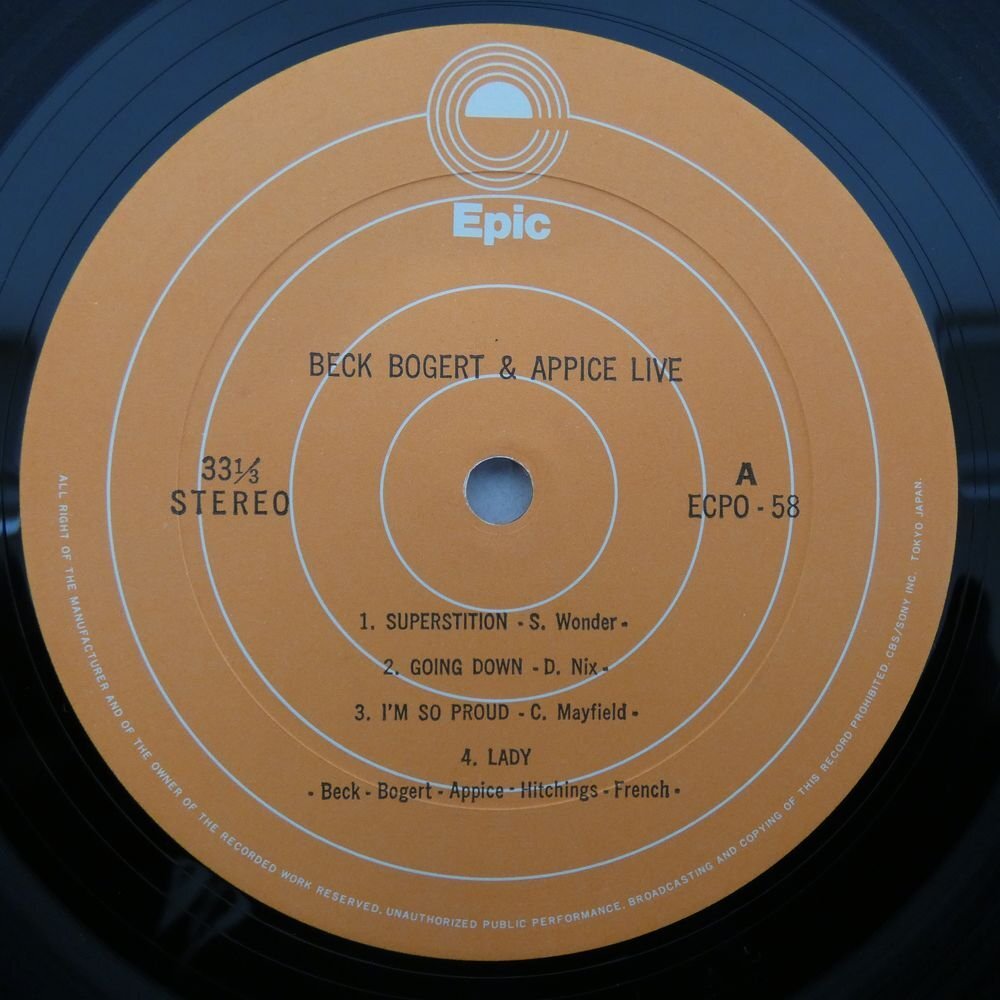 Epic
BECK BOGERT & APPICE LIVE
33⅓
STEREO
A
ECPO-58
1. SUPERSTITION - S. Wonder -
2. GOING DOWN - D. Nix -
3. I'M SO PROUD - C. Mayfield -
4. LADY
- Beck - Bogert - Appice - Hitchings - French -
ALL RIGHT OF THE MANUFACTURER AND OF THE OWNER OF THE RECORDED WORK RESERVED. UNAUTHORIZED PUBLIC PERFORMANCE, BROADCASTING AND COPYING OF THIS RECORD PROHIBITED. CBS/SONY INC. TOKYO JAPAN.